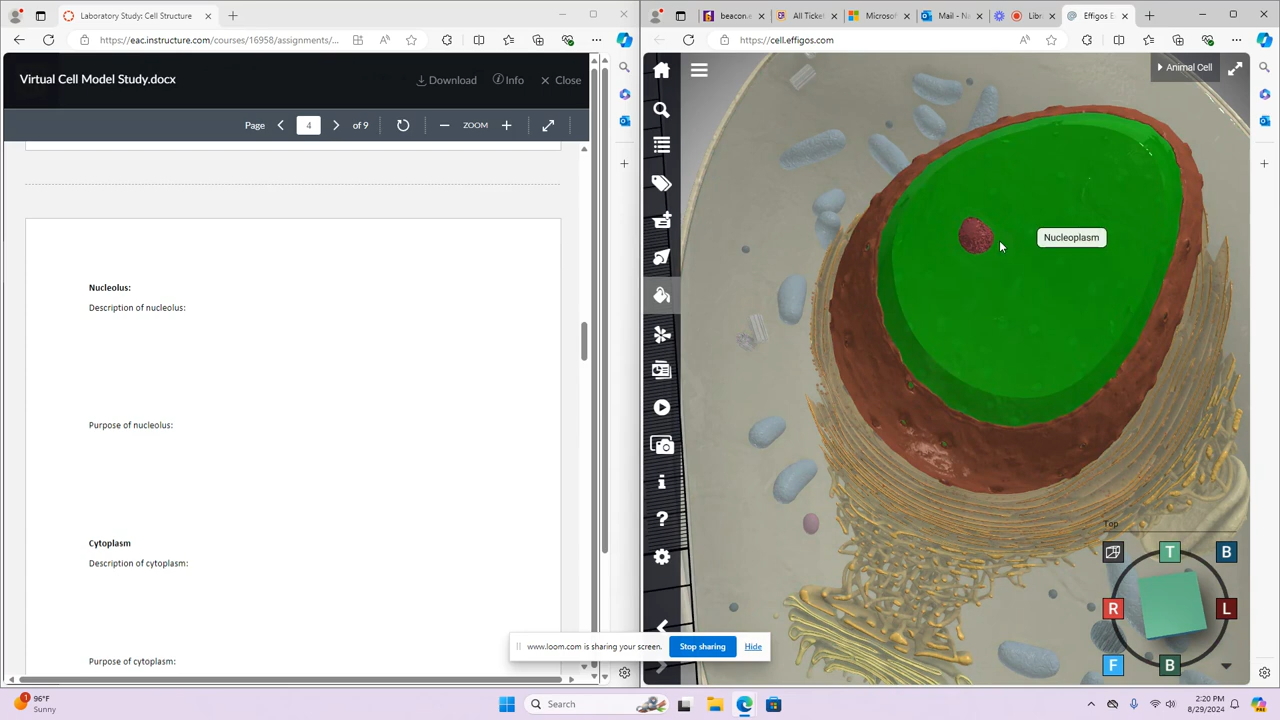 Laboratory Study: Cell Structure
https://eac.instructure.com/courses/16958/assignments/...
Virtual Cell Model Study.docx
Download
Info
Close
Page
4
of 9
ZOOM
Nucleolus:
Description of nucleolus:
Purpose of nucleolus:
Cytoplasm
Description of cytoplasm:
Purpose of cytoplasm:
beacon.e
All Ticke
Microsof
Mail - Na
Libr
Effigos E
https://cell.effigos.com
Animal Cell
Nucleoplasm
Top
T
B
R
L
F
B
www.loom.com is sharing your screen.
Stop sharing
Hide
1
96°F
Sunny
Search
2:20 PM
8/29/2024